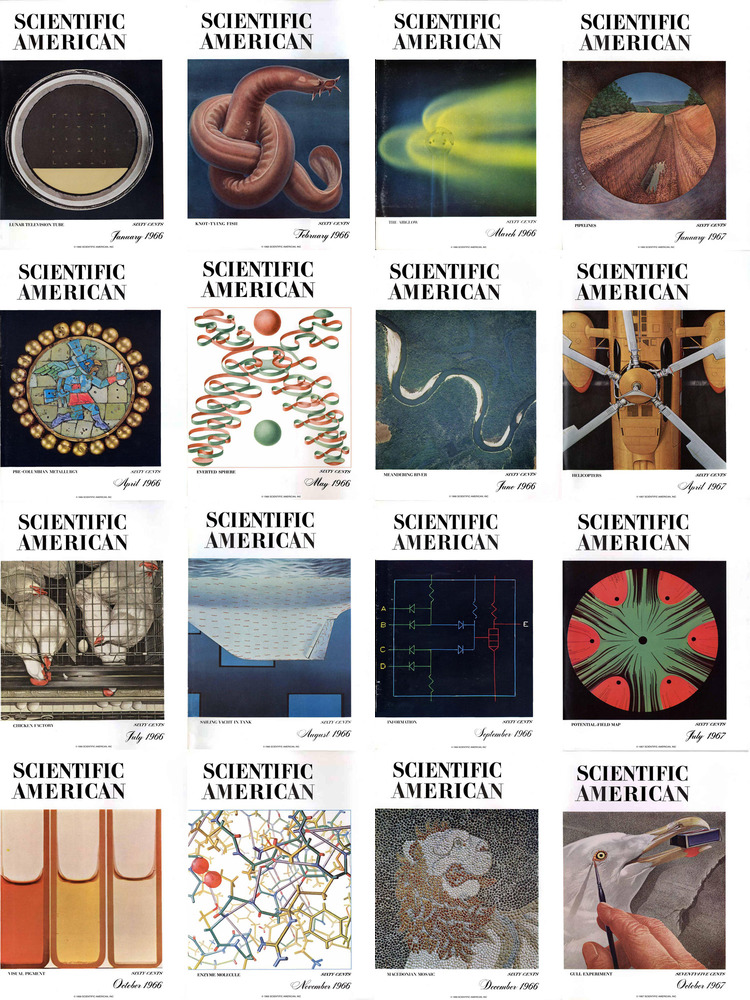 SCIENTIFIC
AMERICAN
LUNAR TELEVISION TUBE
SIXTY CENTS
January 1966
SCIENTIFIC
AMERICAN
KNOT-TYING FISH
SIXTY CENTS
February 1966
SCIENTIFIC
AMERICAN
THE AIRGLOW
SIXTY CENTS
March 1966
SCIENTIFIC
AMERICAN
PIPELINES
SIXTY CENTS
January 1967
SCIENTIFIC
AMERICAN
PRE-COLUMBIAN METALLURGY
SIXTY CENTS
April 1966
SCIENTIFIC
AMERICAN
EVERTED SPHERE
SIXTY CENTS
May 1966
SCIENTIFIC
AMERICAN
MEANDERING RIVER
SIXTY CENTS
June 1966
SCIENTIFIC
AMERICAN
HELICOPTERS
SIXTY CENTS
April 1967
SCIENTIFIC
AMERICAN
CHICKEN FACTORY
SIXTY CENTS
July 1966
SCIENTIFIC
AMERICAN
SAILING YACHT IN TANK
SIXTY CENTS
August 1966
SCIENTIFIC
AMERICAN
A
B
C
D
E
INFORMATION
SIXTY CENTS
September 1966
SCIENTIFIC
AMERICAN
POTENTIAL-FIELD MAP
SIXTY CENTS
July 1967
SCIENTIFIC
AMERICAN
VISUAL PIGMENT
SIXTY CENTS
October 1966
SCIENTIFIC
AMERICAN
ENZYME MOLECULE
SIXTY CENTS
November 1966
SCIENTIFIC
AMERICAN
MACEDONIAN MOSAIC
SIXTY CENTS
December 1966
SCIENTIFIC
AMERICAN
GULL EXPERIMENT
SEVENTY-FIVE CENTS
October 1967